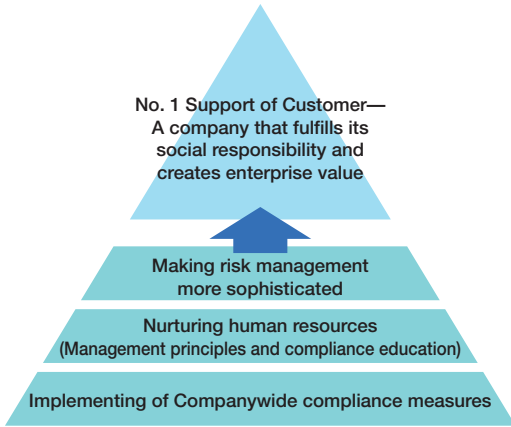 No. 1 Support of Customer—
A company that fulfills its
social responsibility and
creates enterprise value
Making risk management
more sophisticated
Nurturing human resources
(Management principles and compliance education)
Implementing of Companywide compliance measures